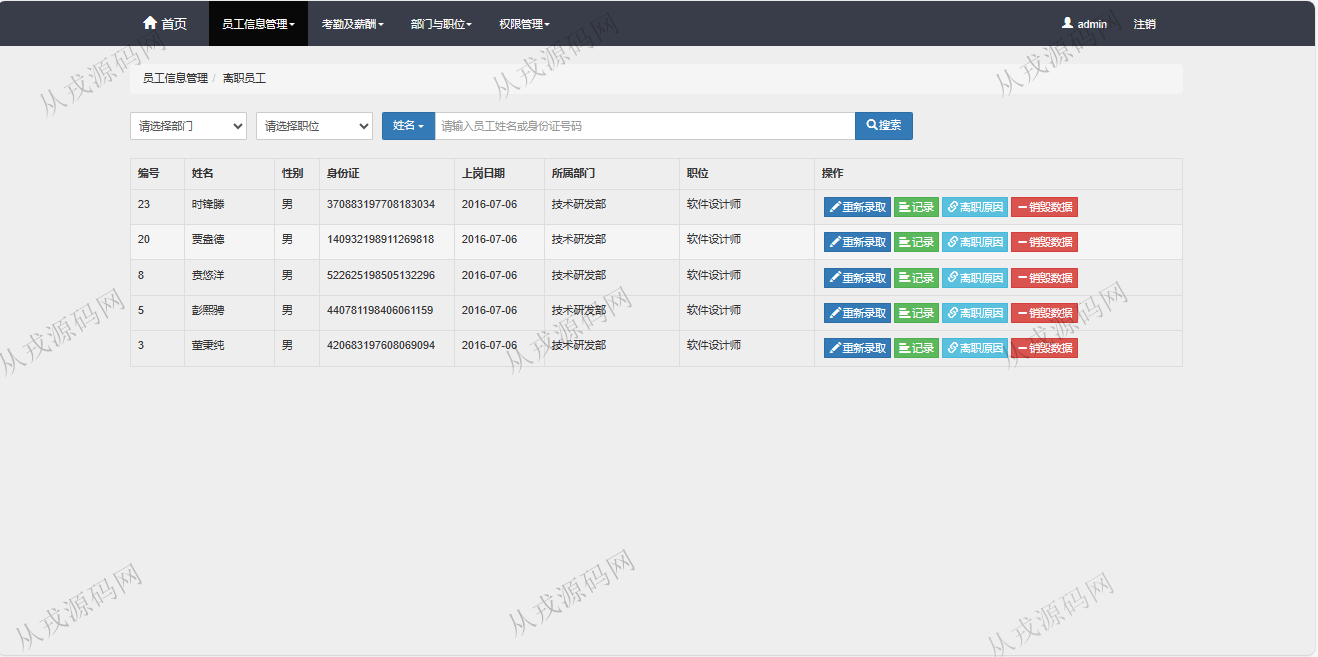 首页 员工信息管理 考勤及薪酬 部门与职位 权限管理 admin 注销
员工信息管理 / 离职员工
请选择部门 请选择职位 姓名 请输入员工姓名或身份证号码 搜索
编号 姓名 性别 身份证 上岗日期 所属部门 职位 操作
23 时锋滕 男 370883197708183034 2016-07-06 技术研发部 软件设计师 重新录取 记录 离职原因 销毁数据
20 贾盘德 男 140932198911269818 2016-07-06 技术研发部 软件设计师 重新录取 记录 离职原因 销毁数据
8 贲悠洋 男 522625198505132296 2016-07-06 技术研发部 软件设计师 重新录取 记录 离职原因 销毁数据
5 彭熙骋 男 440781198406061159 2016-07-06 技术研发部 软件设计师 重新录取 记录 离职原因 销毁数据
3 董秉纯 男 420683197608069094 2016-07-06 技术研发部 软件设计师 重新录取 记录 离职原因 销毁数据
从戎源码网
从戎源码网
从戎源码网
从戎源码网
从戎源码网
从戎源码网
从戎源码网
从戎源码网
从戎源码网